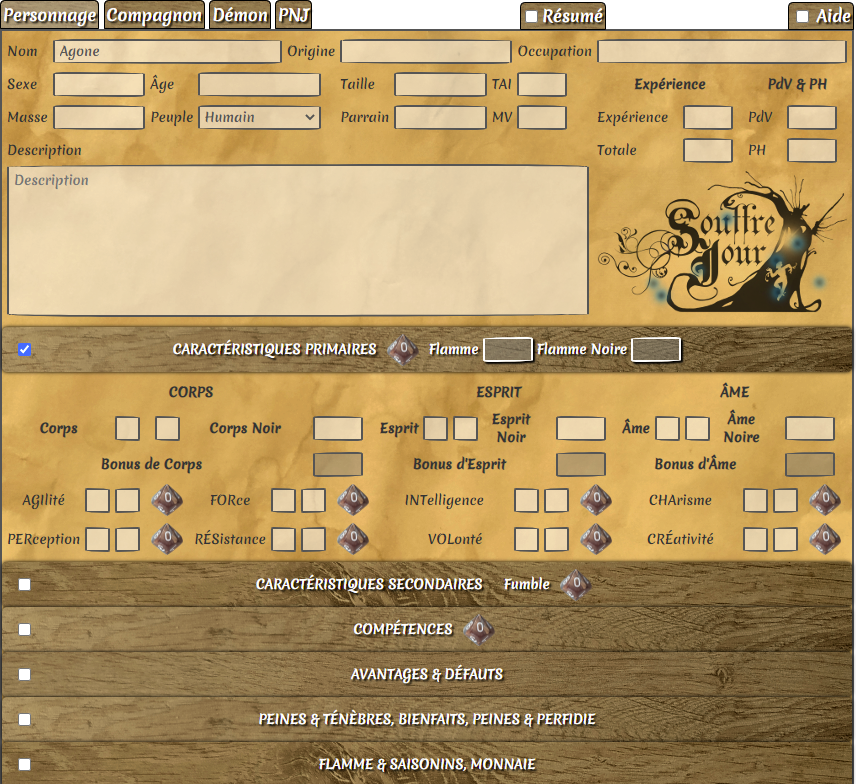 Personnage Compagnon Démon PNJ Résumé Aide
Nom Agone Origine Occupation
Sexe Âge Taille TAI Expérience PdV & PH
Masse Peuple Humain Parrain MV Expérience PdV
Description Totale PH
Description
Souffre
Jour
CARACTÉRISTIQUES PRIMAIRES 0 Flamme Flamme Noire
CORPS ESPRIT ÂME
Corps Corps Noir Esprit Esprit Noir Âme Âme Noire
Bonus de Corps Bonus d'Esprit Bonus d'Âme
AGIlité 0 FORce 0 INTelligence 0 CHArisme 0
PERception 0 RÉSistance 0 VOLonté 0 CRÉativité 0
CARACTÉRISTIQUES SECONDAIRES Fumble 0
COMPÉTENCES 0
AVANTAGES & DÉFAUTS
PEINES & TÉNÈBRES, BIENFAITS, PEINES & PERFIDIE
FLAMME & SAISONINS, MONNAIE